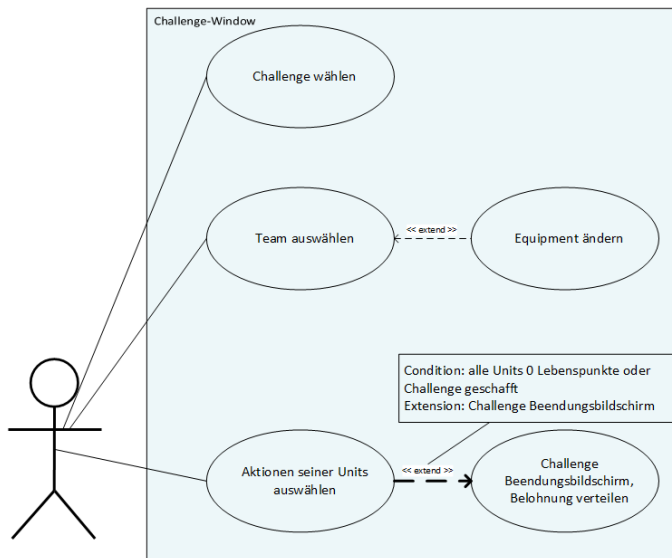 Challenge-Window
Challenge wählen
Team auswählen
<< extend >>
Equipment ändern
Condition: alle Units 0 Lebenspunkte oder
Challenge geschafft
Extension: Challenge Beendungsbildschirm
Aktionen seiner Units
auswählen
<< extend >>
Challenge
Beendungsbildschirm,
Belohnung verteilen